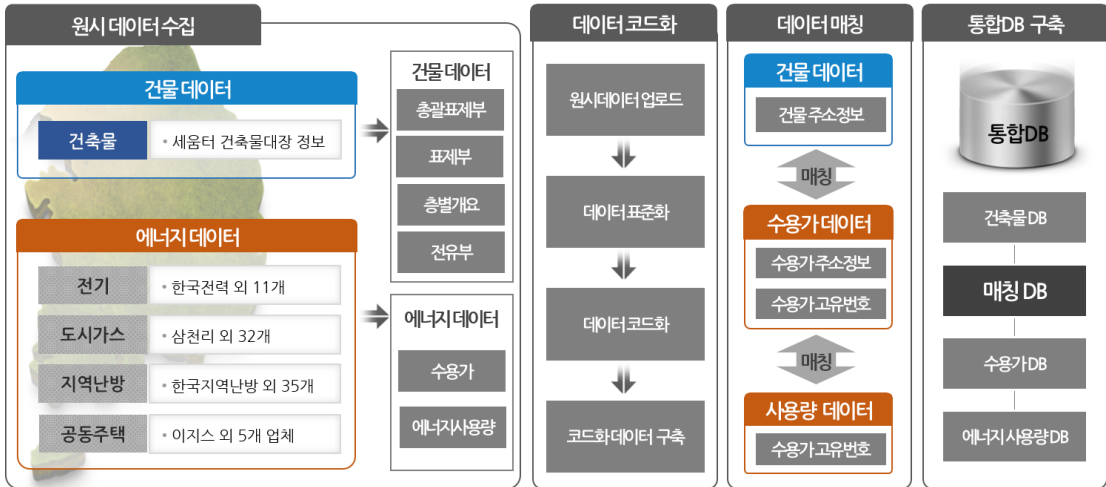 원시 데이터 수집
건물 데이터
건축물
• 세움터 건축물대장 정보
에너지 데이터
전기
• 한국전력 외 11개
도시가스
• 삼천리 외 32개
지역난방
• 한국지역난방 외 35개
공동주택
• 이지스 외 5개 업체
건물 데이터
총괄표제부
표제부
층별개요
전유부
에너지 데이터
수용가
에너지사용량
데이터 코드화
원시데이터 업로드
데이터 표준화
데이터 코드화
코드화 데이터 구축
데이터 매칭
건물 데이터
건물 주소정보
매칭
수용가 데이터
수용가 주소정보
수용가 고유번호
매칭
사용량 데이터
수용가 고유번호
통합DB 구축
통합DB
건축물 DB
매칭 DB
수용가 DB
에너지 사용량 DB